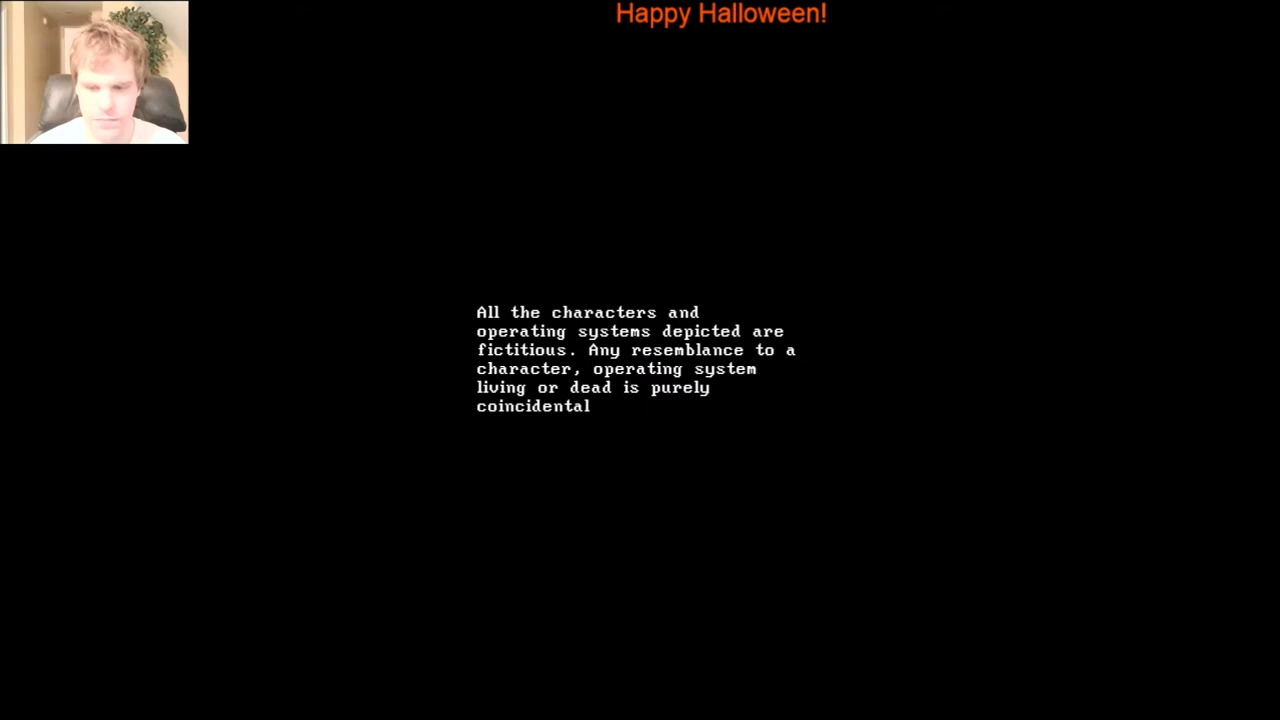 Happy Halloween!
All the characters and
operating systems depicted are
fictitious. Any resemblance to a
character, operating system
living or dead is purely
coincidental